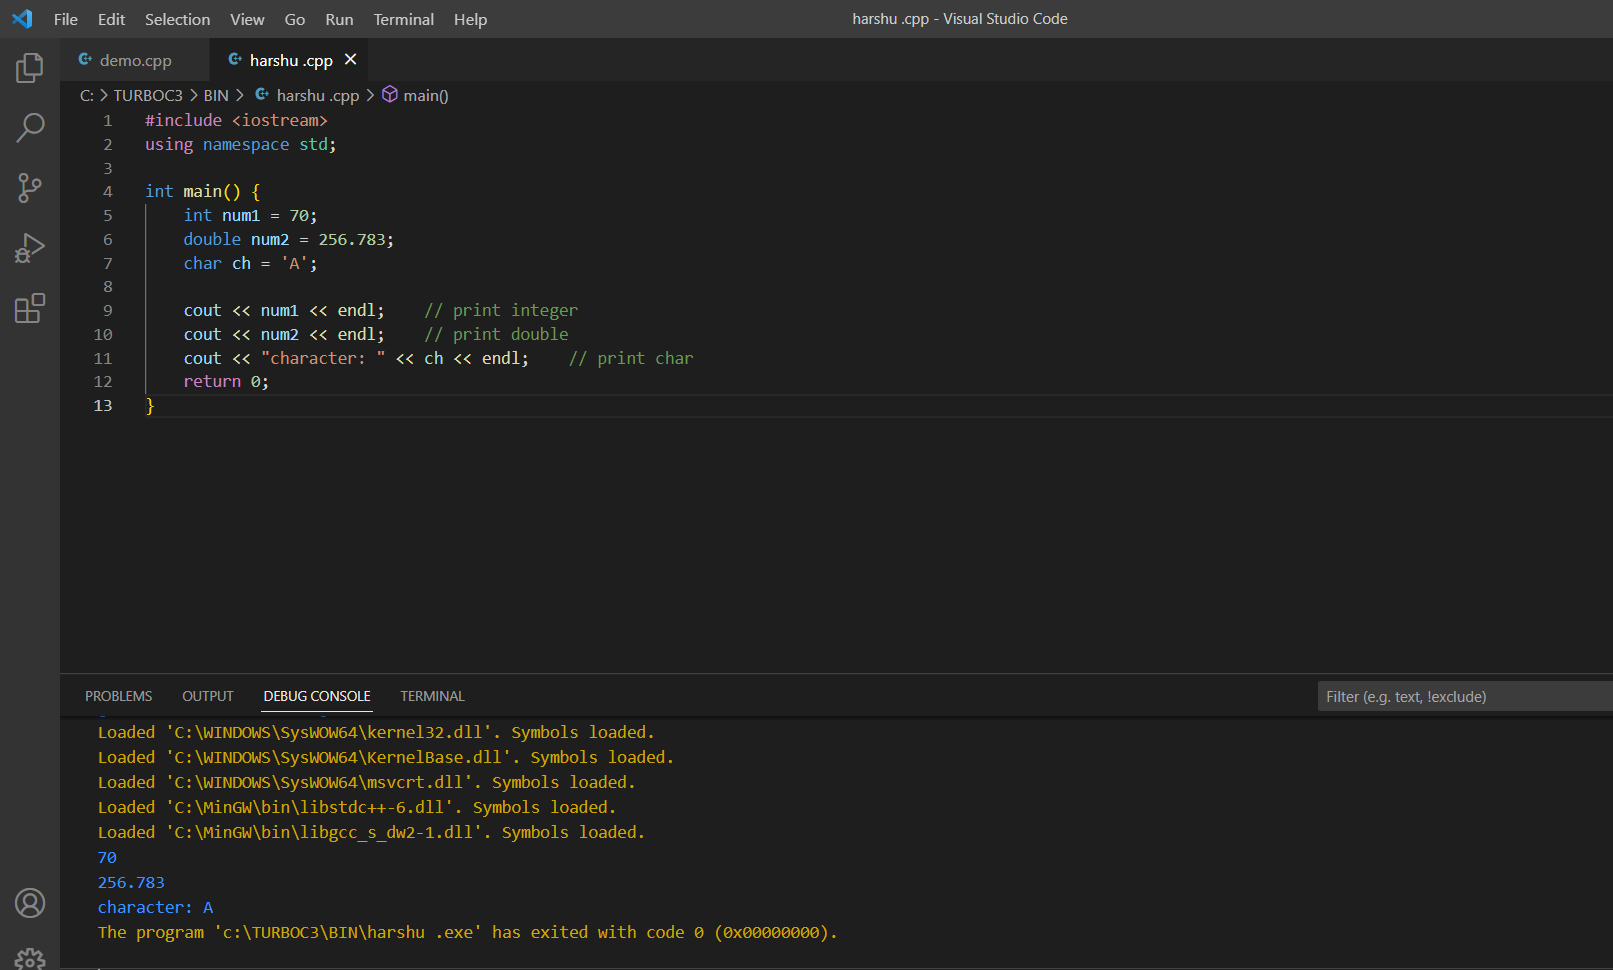 File Edit Selection View Go Run Terminal Help harshu .cpp - Visual Studio Code
demo.cpp harshu .cpp
C: > TURBOC3 > BIN > harshu .cpp > main()
1 #include <iostream>
2 using namespace std;
3
4 int main() {
5 int num1 = 70;
6 double num2 = 256.783;
7 char ch = 'A';
8
9 cout << num1 << endl; // print integer
10 cout << num2 << endl; // print double
11 cout << "character: " << ch << endl; // print char
12 return 0;
13 }
PROBLEMS OUTPUT DEBUG CONSOLE TERMINAL Filter (e.g. text, !exclude)
Loaded 'C:\WINDOWS\SysWOW64\kernel32.dll'. Symbols loaded.
Loaded 'C:\WINDOWS\SysWOW64\KernelBase.dll'. Symbols loaded.
Loaded 'C:\WINDOWS\SysWOW64\msvcrt.dll'. Symbols loaded.
Loaded 'C:\MinGW\bin\libstdc++-6.dll'. Symbols loaded.
Loaded 'C:\MinGW\bin\libgcc_s_dw2-1.dll'. Symbols loaded.
70
256.783
character: A
The program 'c:\TURBOC3\BIN\harshu .exe' has exited with code 0 (0x00000000).